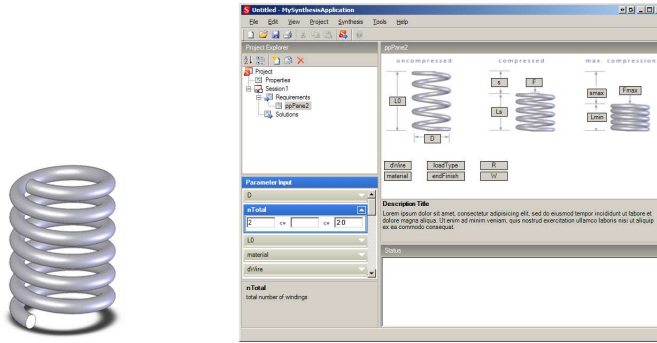 S Untitled - MySynthesisApplication
File Edit View Project Synthesis Tools Help
Project Explorer
ppPane2
Project
Properties
Session1
Requirements
ppPane2
Solutions
uncompressed
compressed
max. compression
L0
D
s
F
Ls
smax
Fmax
Lmin
dWire
loadType
R
material
endFinish
W
Parameter Input
D
nTotal
2 <= <= 20
L0
material
dWire
nTotal
total number of windings
Description Title
Lorem ipsum dolor sit amet, consectetur adipisicing elit, sed do eiusmod tempor incididunt ut labore et
dolore magna aliqua. Ut enim ad minim veniam, quis nostrud exercitation ullamco laboris nisi ut aliquip
ex ea commodo consequat.
Status